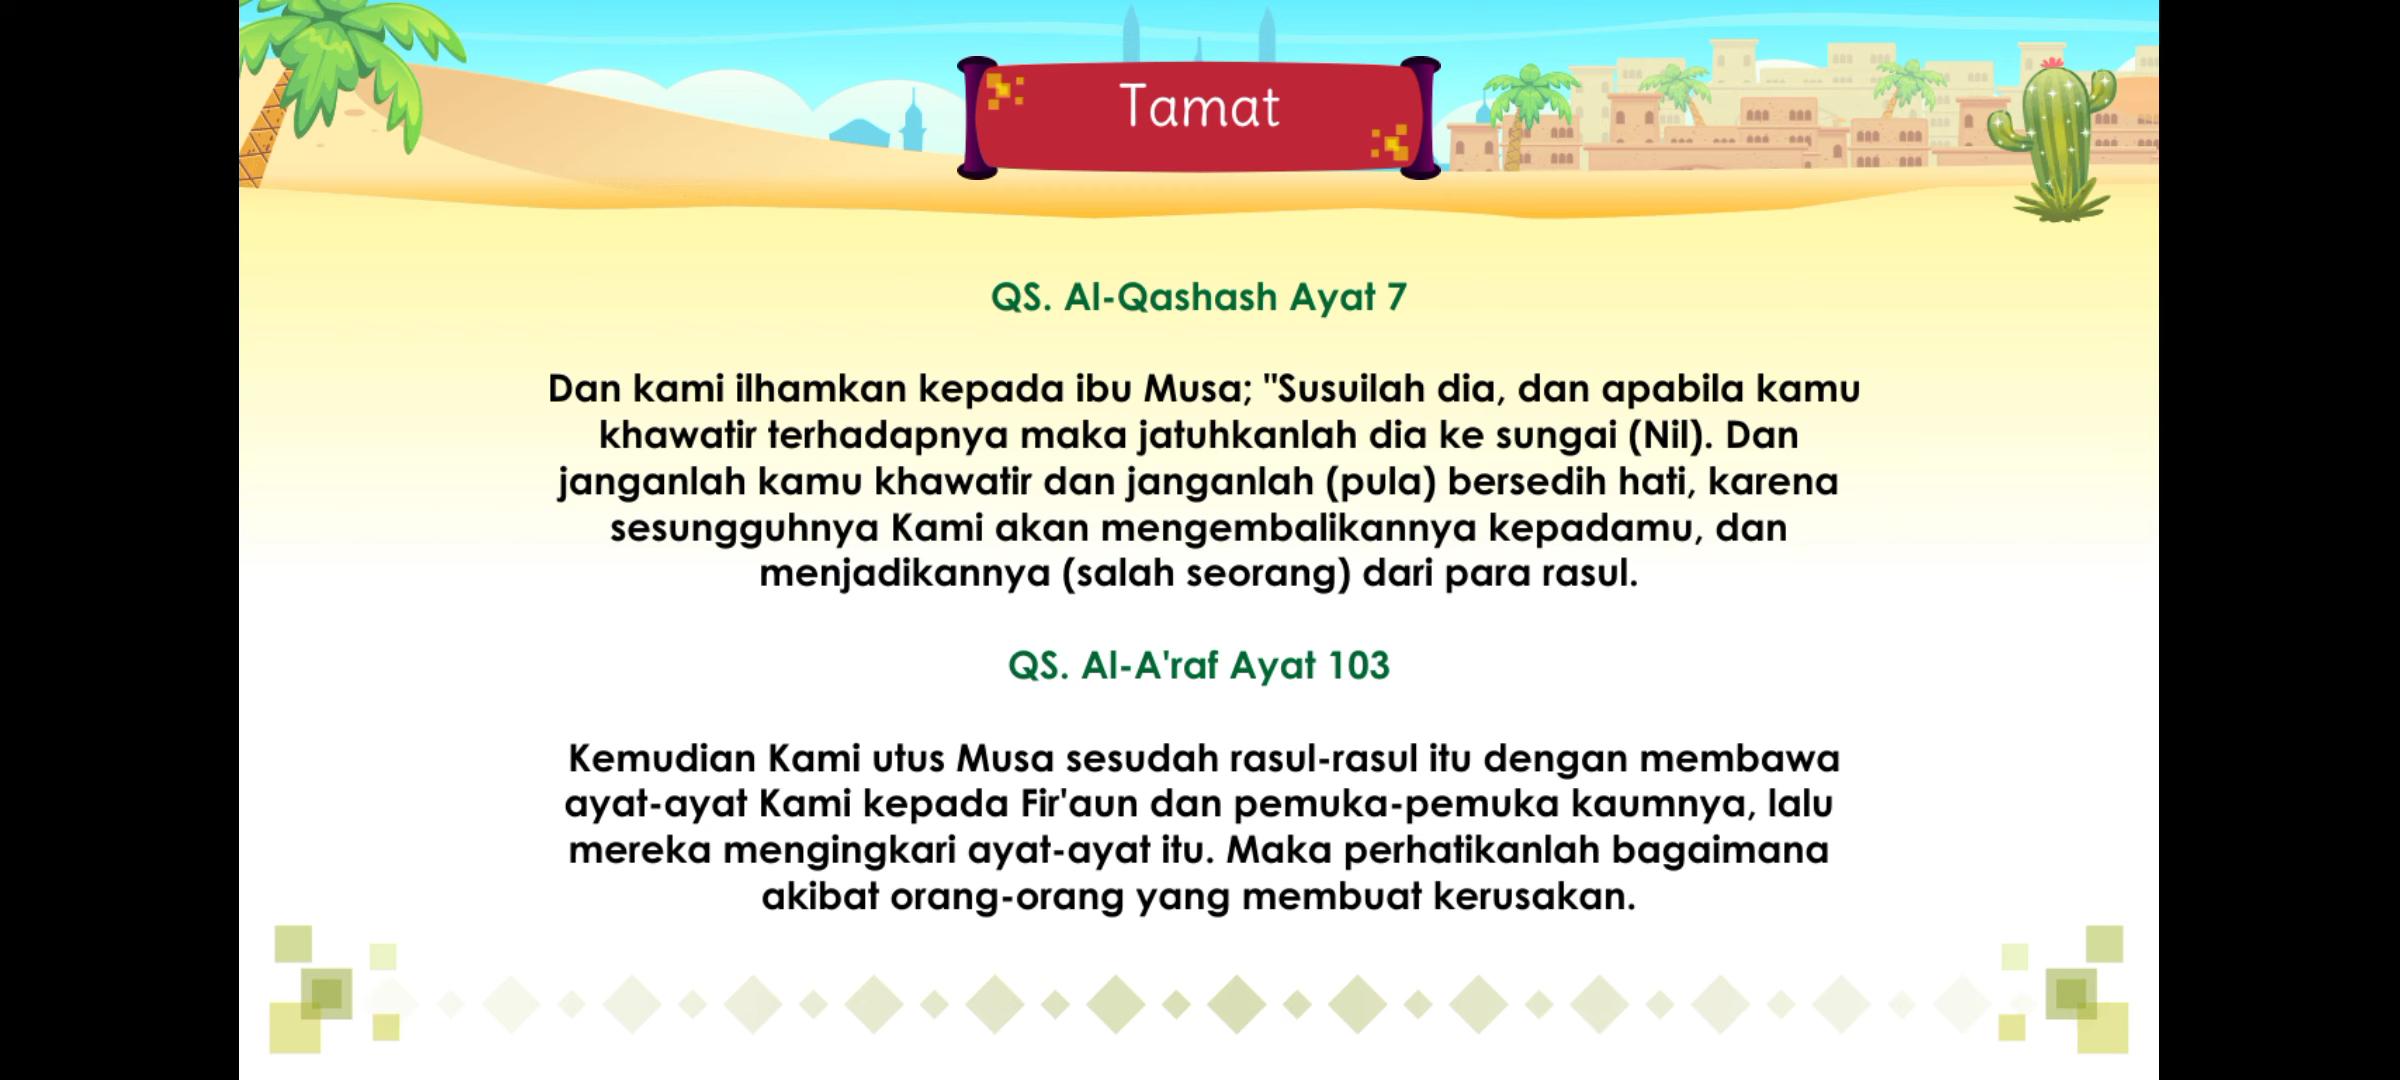 Tamat
QS. Al-Qashash Ayat 7
Dan kami ilhamkan kepada ibu Musa; "Susuilah dia, dan apabila kamu
khawatir terhadapnya maka jatuhkanlah dia ke sungai (Nil). Dan
janganlah kamu khawatir dan janganlah (pula) bersedih hati, karena
sesungguhnya Kami akan mengembalikannya kepadamu, dan
menjadikannya (salah seorang) dari para rasul.
QS. Al-A'raf Ayat 103
Kemudian Kami utus Musa sesudah rasul-rasul itu dengan membawa
ayat-ayat Kami kepada Fir'aun dan pemuka-pemuka kaumnya, lalu
mereka mengingkari ayat-ayat itu. Maka perhatikanlah bagaimana
akibat orang-orang yang membuat kerusakan.